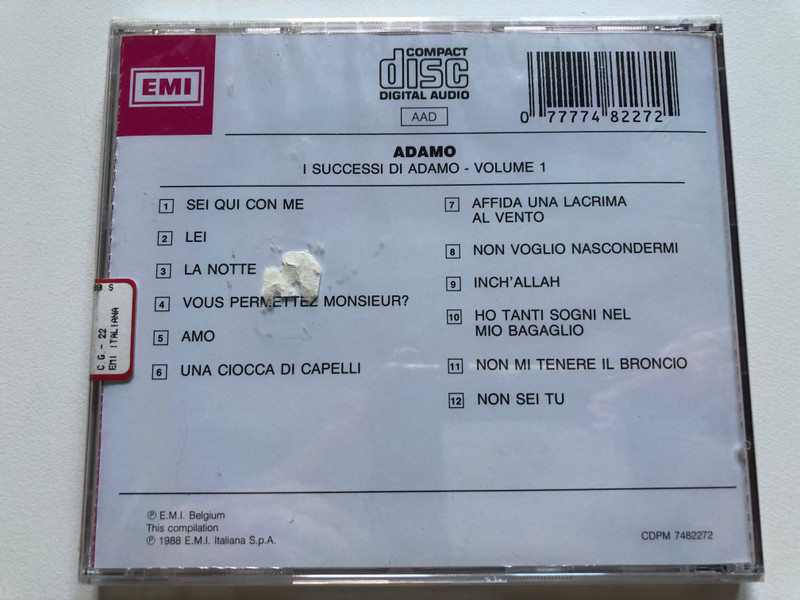 EMI
COMPACT
disc
DIGITAL AUDIO
AAD
0 77774 82272
ADAMO
I SUCCESSI DI ADAMO - VOLUME 1
1 SEI QUI CON ME
2 LEI
3 LA NOTTE
4 VOUS PERMETTEZ MONSIEUR?
5 AMO
6 UNA CIOCCA DI CAPELLI
7 AFFIDA UNA LACRIMA
AL VENTO
8 NON VOGLIO NASCONDERMI
9 INCH'ALLAH
10 HO TANTI SOGNI NEL
MIO BAGAGLIO
11 NON MI TENERE IL BRONCIO
12 NON SEI TU
S
C G - 22
EMI ITALIANA
℗ E.M.I. Belgium
This compilation
℗ 1988 E.M.I. Italiana S.p.A.
CDPM 7482272